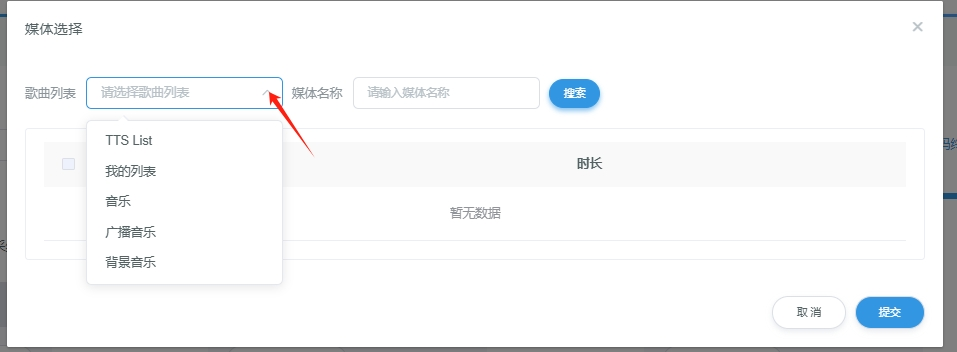 媒体选择
歌曲列表 请选择歌曲列表 媒体名称 请输入媒体名称 搜索
TTS List
我的列表
音乐
广播音乐
背景音乐
时长
暂无数据
取消 提交